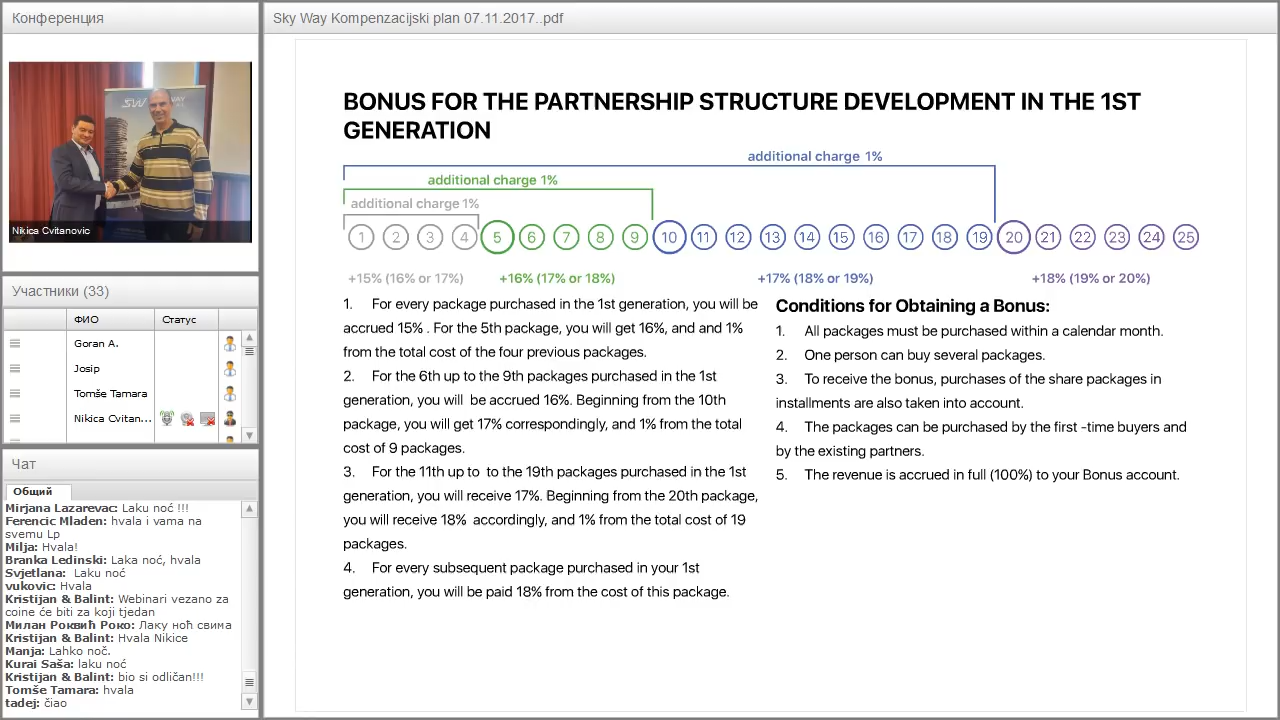 Конференция
Nikica Cvitanovic
Участники (33)
ФИО
Статус
Goran A.
Josip
Tomše Tamara
Nikica Cvitan...
Чат
Общий
Mirjana Lazarevac: Laku noć !!!
Ferencic Mladen: hvala i vama na
svemu Lp
Milja: Hvala!
Branka Ledinski: Laka noć, hvala
Svjetlana: Laku noć
vukovic: Hvala
Kristijan & Balint: Webinari vezano za
coine će biti za koji tjedan
Милан Роквић Роко: Лаку ноћ свима
Kristijan & Balint: Hvala Nikice
Manja: Lahko noč.
Kurai Saša: laku noć
Kristijan & Balint: bio si odličan!!!
Tomše Tamara: hvala
tadej: čiao
Sky Way Kompenzacijski plan 07.11.2017..pdf
BONUS FOR THE PARTNERSHIP STRUCTURE DEVELOPMENT IN THE 1ST
GENERATION
additional charge 1%
additional charge 1%
additional charge 1%
1 2 3 4 5 6 7 8 9 10 11 12 13 14 15 16 17 18 19 20 21 22 23 24 25
+15% (16% or 17%) +16% (17% or 18%) +17% (18% or 19%) +18% (19% or 20%)
1. For every package purchased in the 1st generation, you will be
accrued 15% . For the 5th package, you will get 16%, and and 1%
from the total cost of the four previous packages.
2. For the 6th up to the 9th packages purchased in the 1st
generation, you will be accrued 16%. Beginning from the 10th
package, you will get 17% correspondingly, and 1% from the total
cost of 9 packages.
3. For the 11th up to to the 19th packages purchased in the 1st
generation, you will receive 17%. Beginning from the 20th package,
you will receive 18% accordingly, and 1% from the total cost of 19
packages.
4. For every subsequent package purchased in your 1st
generation, you will be paid 18% from the cost of this package.
Conditions for Obtaining a Bonus:
1. All packages must be purchased within a calendar month.
2. One person can buy several packages.
3. To receive the bonus, purchases of the share packages in
installments are also taken into account.
4. The packages can be purchased by the first -time buyers and
by the existing partners.
5. The revenue is accrued in full (100%) to your Bonus account.